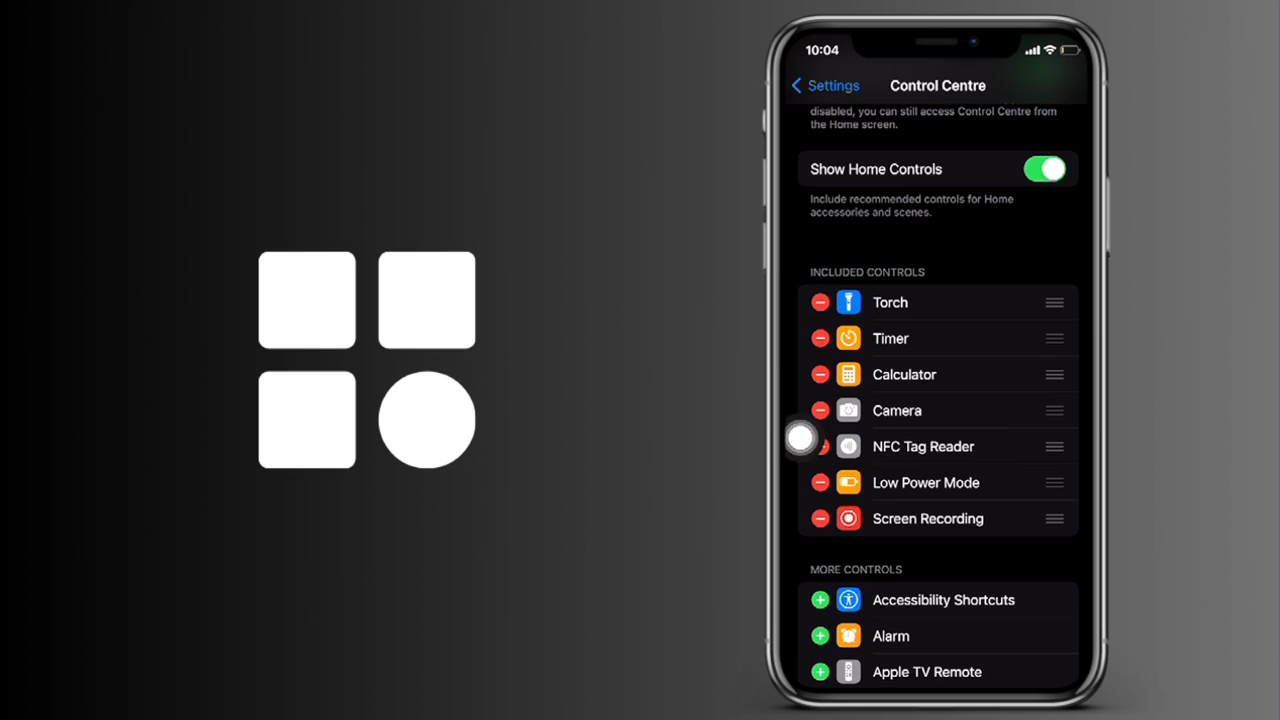 10:04
Settings
Control Centre
disabled, you can still access Control Centre from
the Home screen.
Show Home Controls
Include recommended controls for Home
accessories and scenes.
INCLUDED CONTROLS
Torch
Timer
Calculator
Camera
NFC Tag Reader
Low Power Mode
Screen Recording
MORE CONTROLS
Accessibility Shortcuts
Alarm
Apple TV Remote